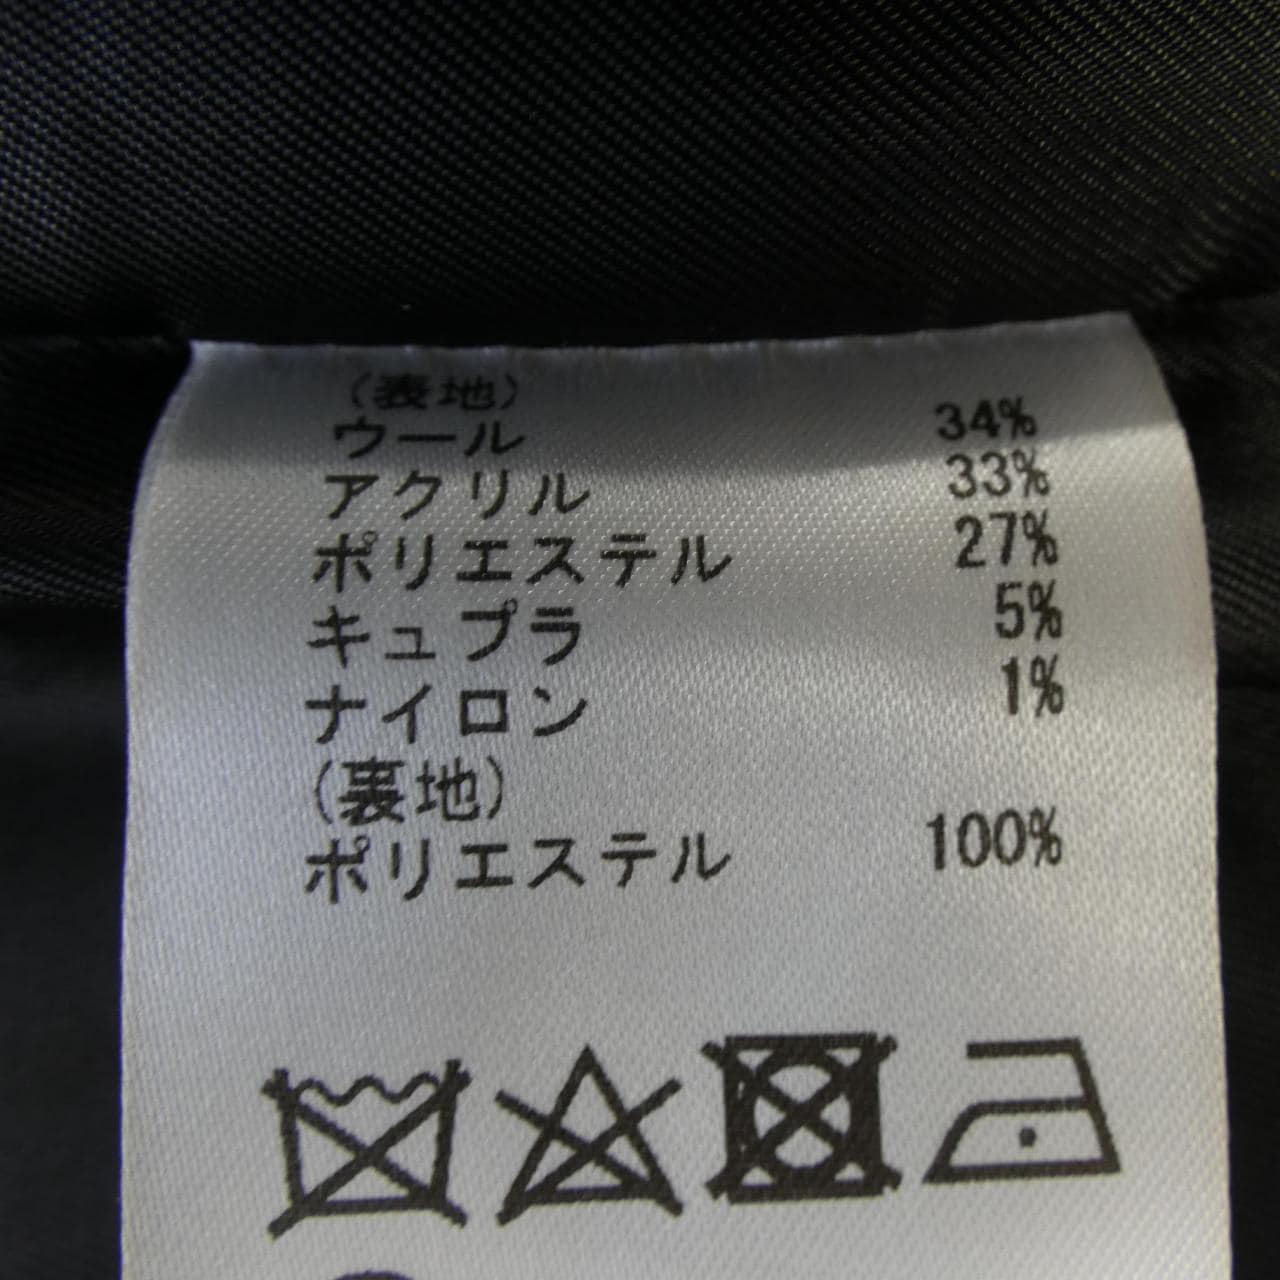 (表地)
ウール 34%
アクリル 33%
ポリエステル 27%
キュプラ 5%
ナイロン 1%
(裏地)
ポリエステル 100%